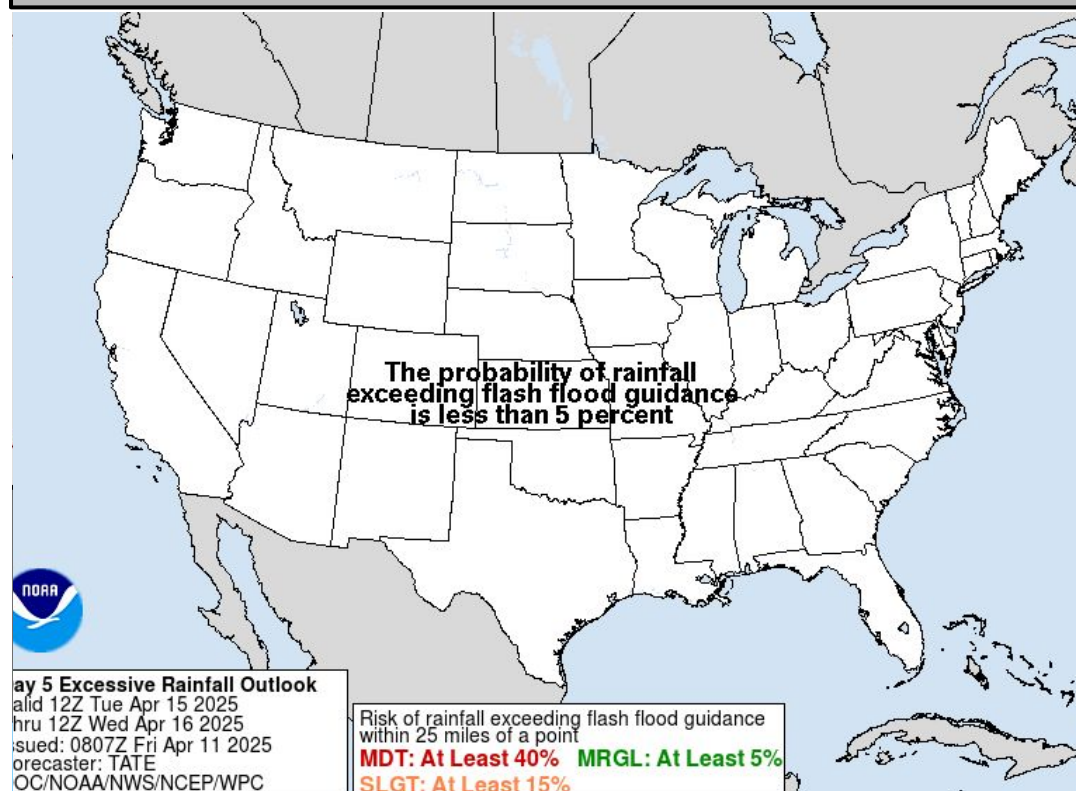 The probability of rainfall
exceeding flash flood guidance
is less than 5 percent
NOAA
ay 5 Excessive Rainfall Outlook
alid 12Z Tue Apr 15 2025
hru 12Z Wed Apr 16 2025
ssued: 0807Z Fri Apr 11 2025
orecaster: TATE
OC/NOAA/NWS/NCEP/WPC
Risk of rainfall exceeding flash flood guidance
within 25 miles of a point
MDT: At Least 40% MRGL: At Least 5%
SLGT: At Least 15%